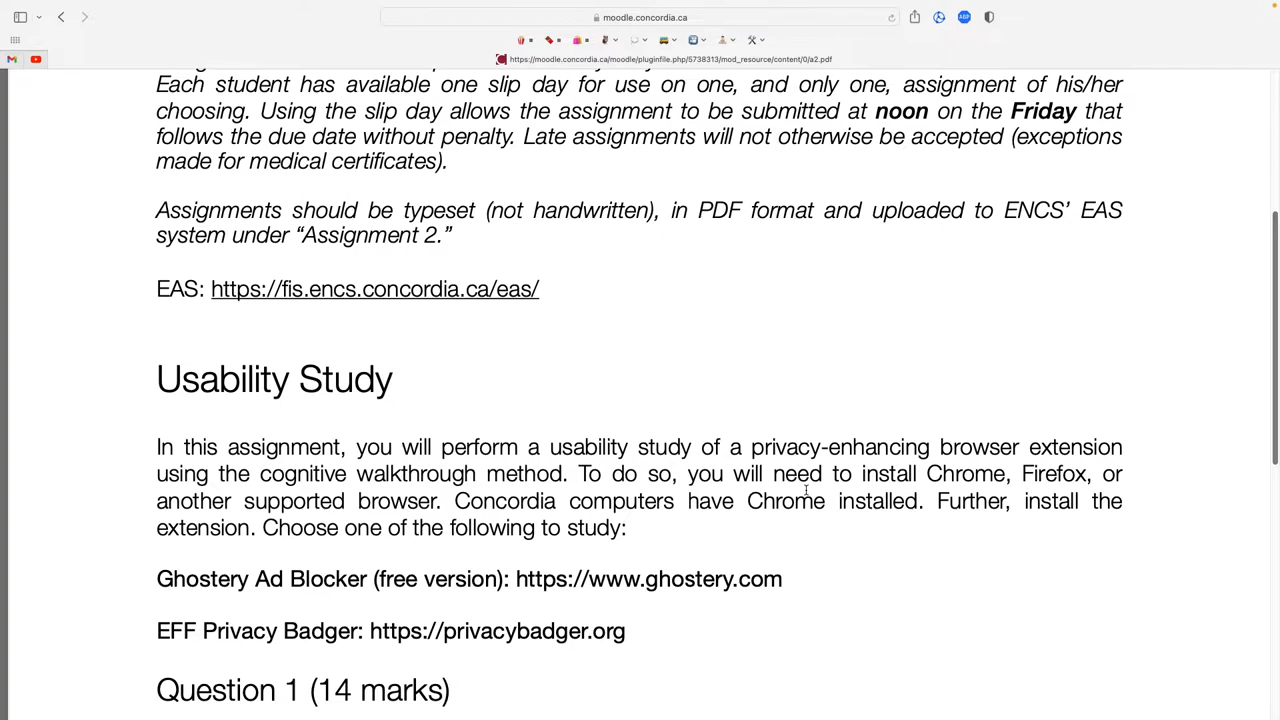 moodle.concordia.ca
ABP
https://moodle.concordia.ca/moodle/pluginfile.php/5738313/mod_resource/content/0/a2.pdf
Each student has available one slip day for use on one, and only one, assignment of his/her
choosing. Using the slip day allows the assignment to be submitted at noon on the Friday that
follows the due date without penalty. Late assignments will not otherwise be accepted (exceptions
made for medical certificates).
Assignments should be typeset (not handwritten), in PDF format and uploaded to ENCS’ EAS
system under “Assignment 2.”
EAS: https://fis.encs.concordia.ca/eas/
Usability Study
In this assignment, you will perform a usability study of a privacy-enhancing browser extension
using the cognitive walkthrough method. To do so, you will need to install Chrome, Firefox, or
another supported browser. Concordia computers have Chrome installed. Further, install the
extension. Choose one of the following to study:
Ghostery Ad Blocker (free version): https://www.ghostery.com
EFF Privacy Badger: https://privacybadger.org
Question 1 (14 marks)